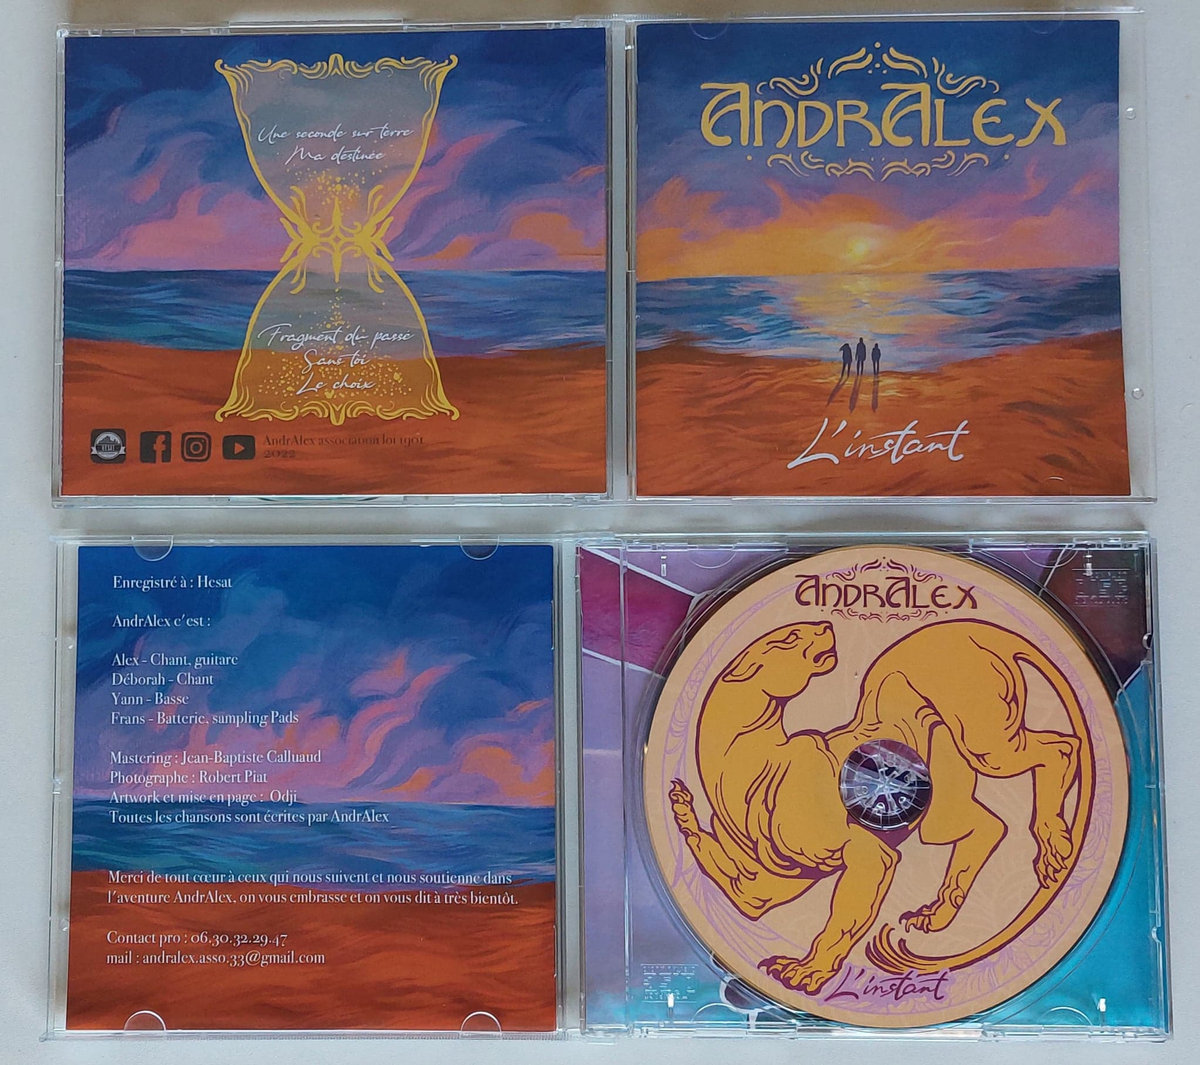 Une seconde sur terre
Ma destinée
Fragment du passé
Sans toi
Le choix
HESAT
AndrAlex association loi 1901
2022
ANDRALEX
L'instant
Enregistré à : Hesat
AndrAlex c'est :
Alex - Chant, guitare
Déborah - Chant
Yann - Basse
Frans - Batterie, sampling Pads
Mastering : Jean-Baptiste Calluaud
Photographe : Robert Piat
Artwork et mise en page : Odji
Toutes les chansons sont écrites par AndrAlex
Merci de tout cœur à ceux qui nous suivent et nous soutienne dans
l'aventure AndrAlex, on vous embrasse et on vous dit à très bientôt.
Contact pro : 06.30.32.29.47
mail : andralex.asso.33@gmail.com
ANDRALEX
L'instant